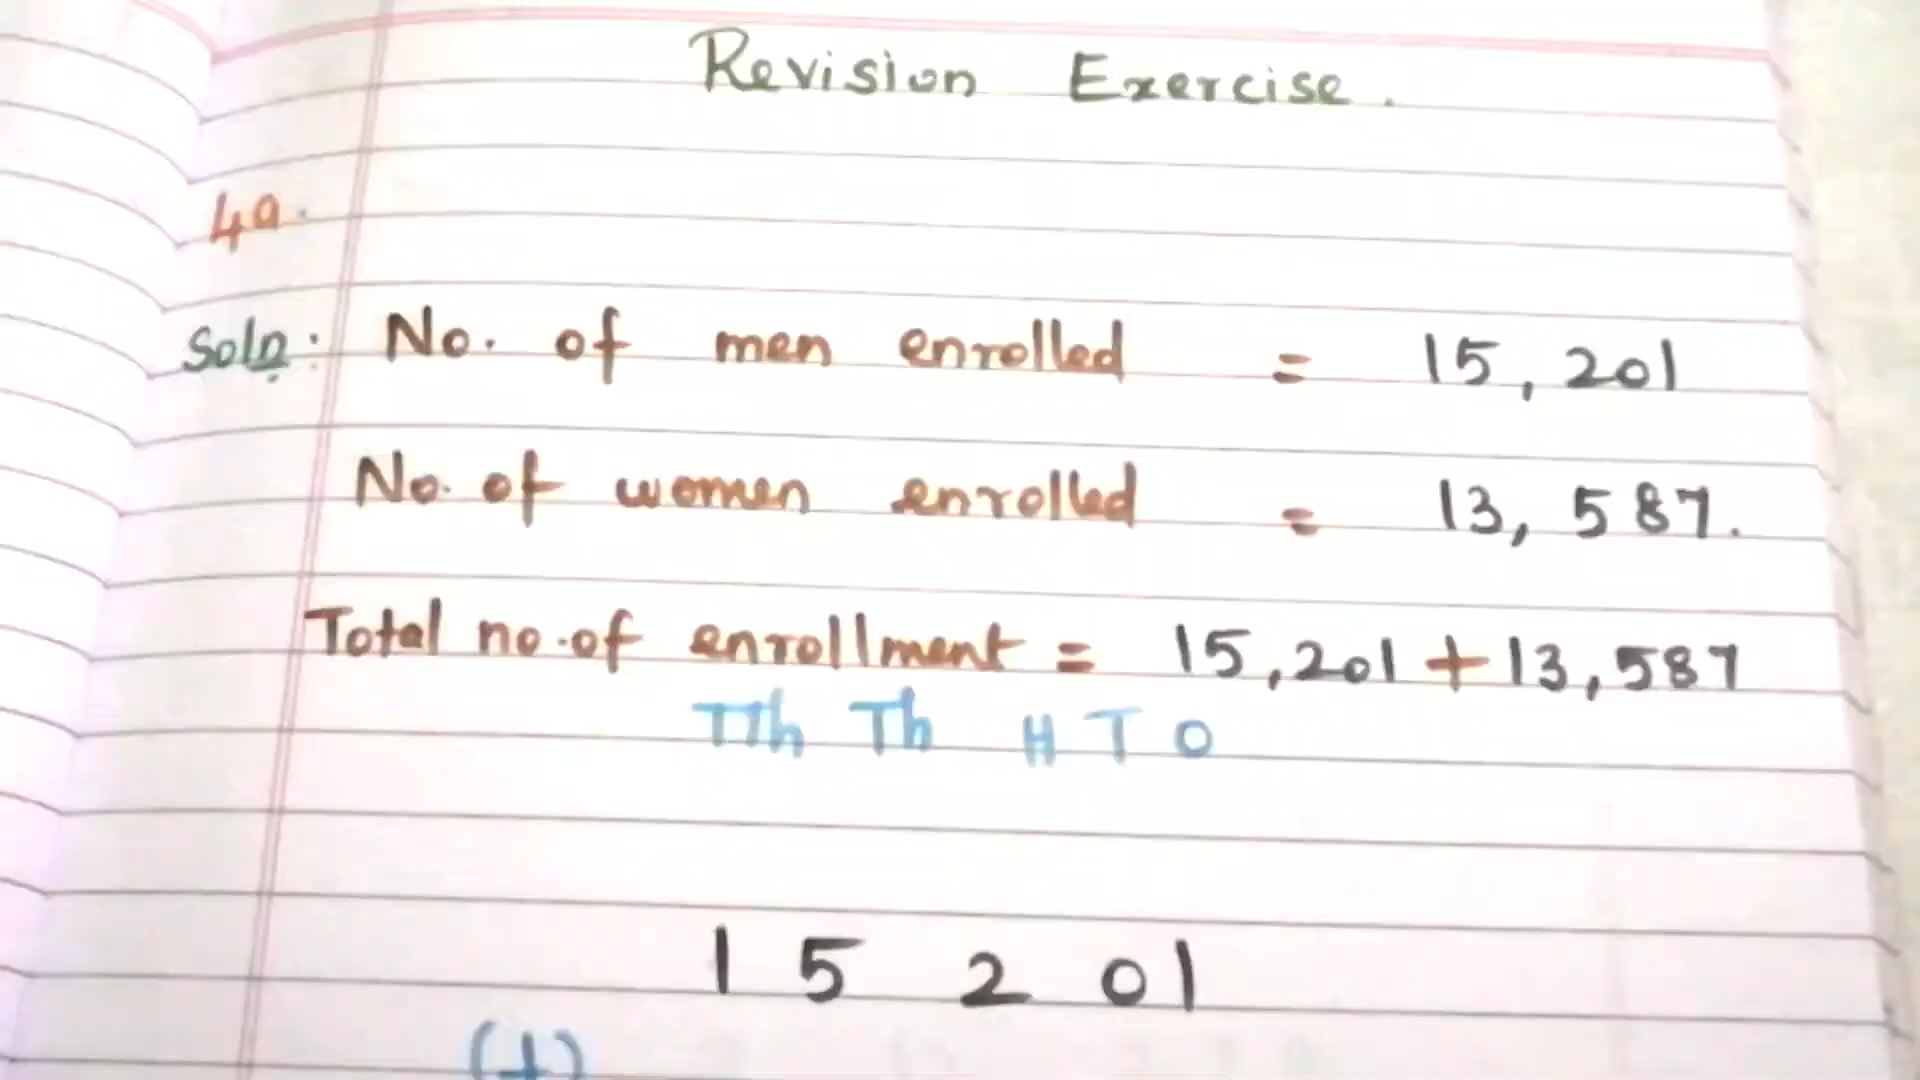 Revision Exercise.
4a.
Soln: No. of men enrolled = 15, 201
No. of women enrolled = 13, 587.
Total no. of enrollment = 15,201 + 13,587
TTh Th H T O
1 5 2 0 1
(+)